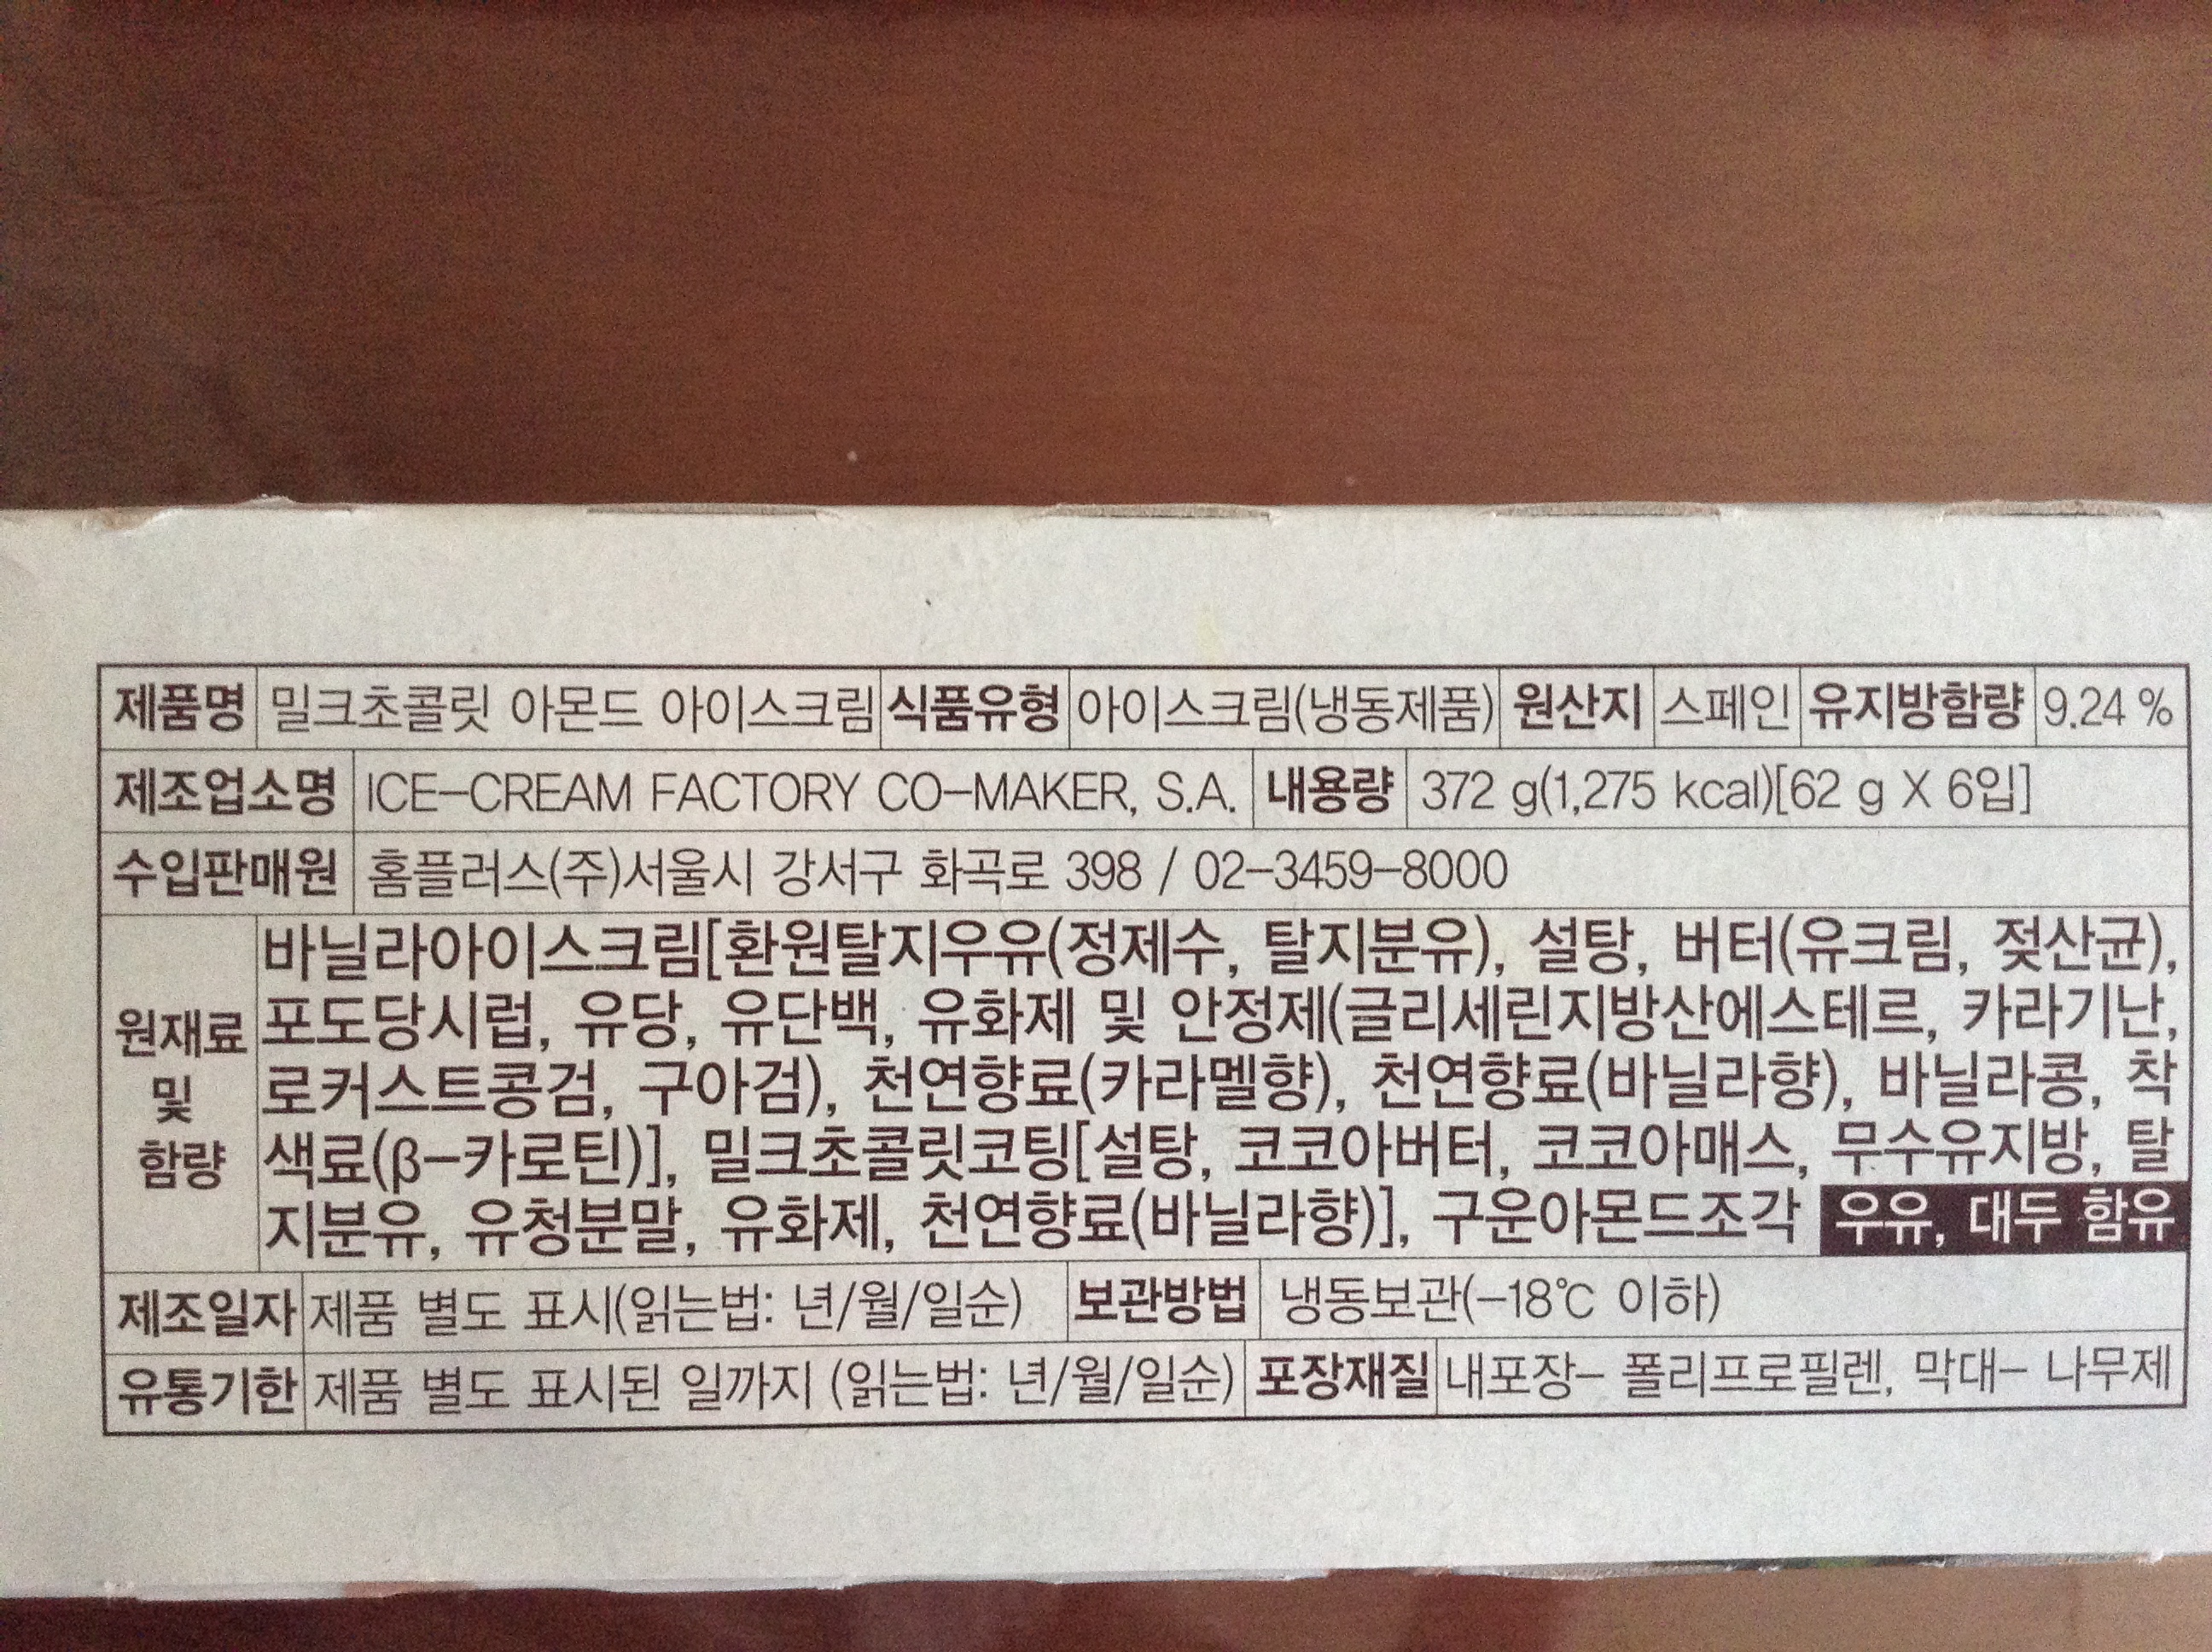 제품명 밀크초콜릿 아몬드 아이스크림 식품유형 아이스크림(냉동제품) 원산지 스페인 유지방함량 9.24 %
제조업소명 ICE-CREAM FACTORY CO-MAKER, S.A. 내용량 372 g(1,275 kcal)[62 g X 6입]
수입판매원 홈플러스(주)서울시 강서구 화곡로 398 / 02-3459-8000
원재료
및
함량
바닐라아이스크림[환원탈지우유(정제수, 탈지분유), 설탕, 버터(유크림, 젖산균),
포도당시럽, 유당, 유단백, 유화제 및 안정제(글리세린지방산에스테르, 카라기난,
로커스트콩검, 구아검), 천연향료(카라멜향), 천연향료(바닐라향), 바닐라콩, 착
색료(β-카로틴)], 밀크초콜릿코팅[설탕, 코코아버터, 코코아매스, 무수유지방, 탈
지분유, 유청분말, 유화제, 천연향료(바닐라향)], 구운아몬드조각 우유, 대두 함유
제조일자 제품 별도 표시(읽는법: 년/월/일순) 보관방법 냉동보관(-18℃ 이하)
유통기한 제품 별도 표시된 일까지 (읽는법: 년/월/일순) 포장재질 내포장- 폴리프로필렌, 막대- 나무제